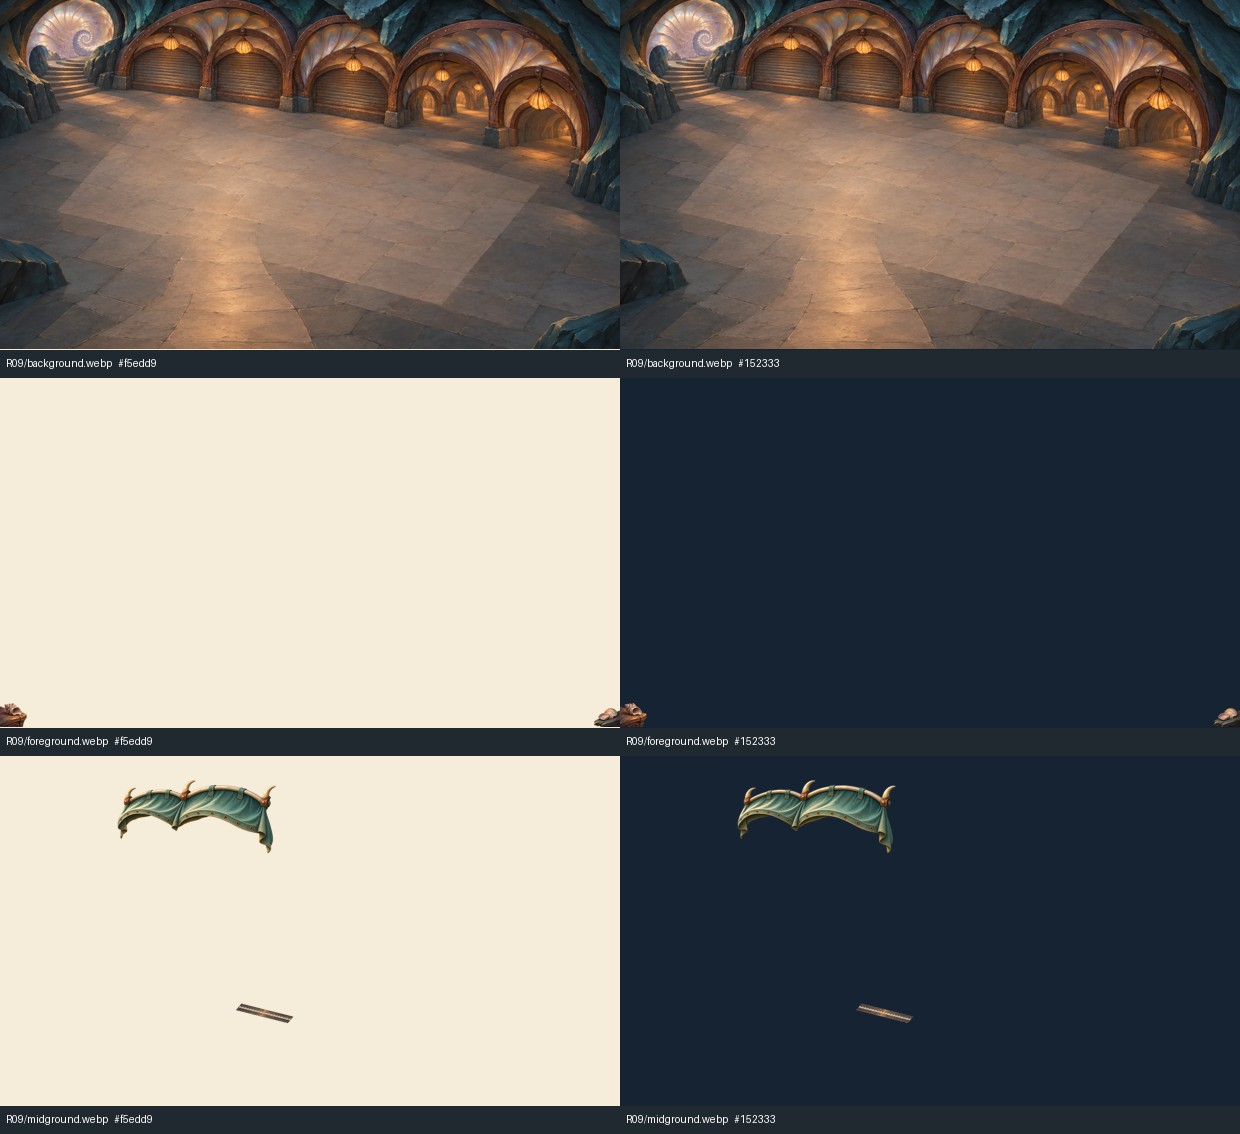 R09/background.webp #f5edd9
R09/background.webp #152333
R09/foreground.webp #f5edd9
R09/foreground.webp #152333
R09/midground.webp #f5edd9
R09/midground.webp #152333